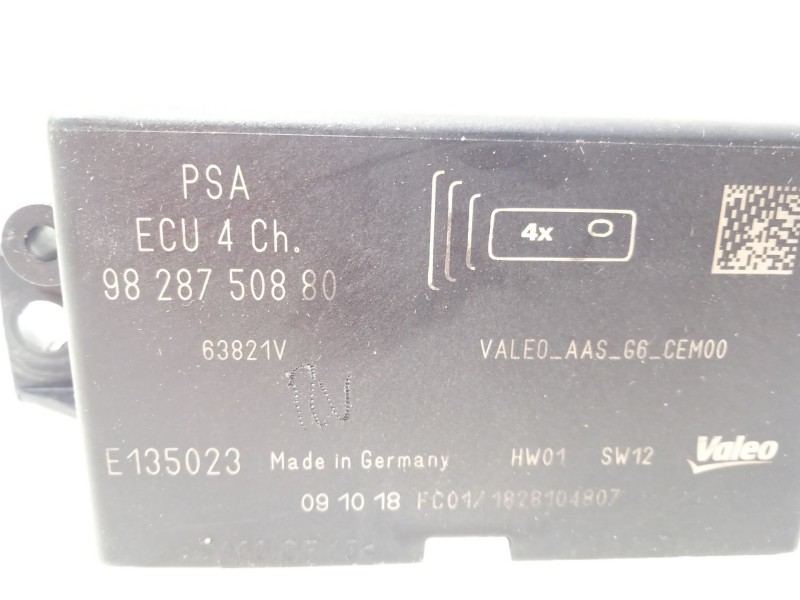 PSA
ECU 4 Ch.
98 287 508 80
4x
63821V
VALEO_AAS_G6_CEM00
E135023 Made in Germany HW01 SW12 Valeo
09 10 18 FC01/1828104807